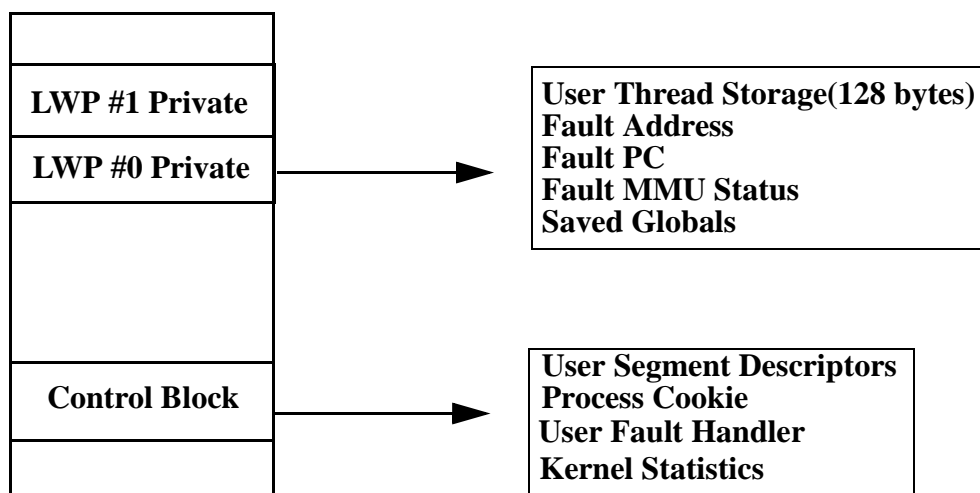 LWP #1 Private
LWP #0 Private
User Thread Storage(128 bytes)
Fault Address
Fault PC
Fault MMU Status
Saved Globals
Control Block
User Segment Descriptors
Process Cookie
User Fault Handler
Kernel Statistics